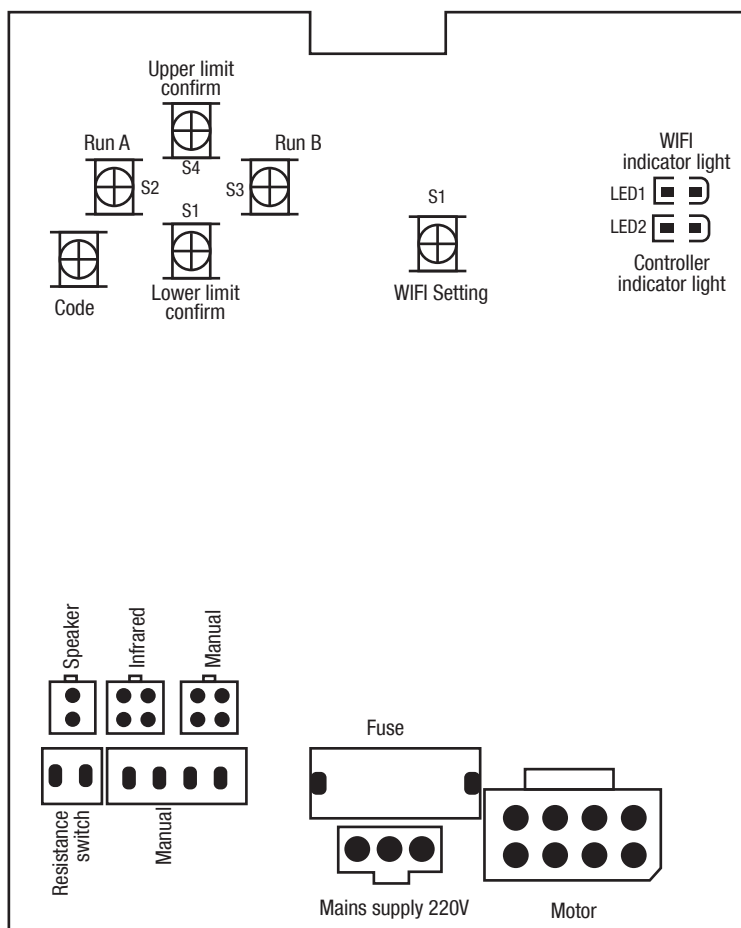 Upper limit
confirm
Run A
Run B
S4
S2
S3
S1
Code
Lower limit
confirm
S1
WIFI Setting
WIFI
indicator light
LED1
LED2
Controller
indicator light
Speaker
Infrared
Manual
Resistance
switch
Manual
Fuse
Mains supply 220V
Motor